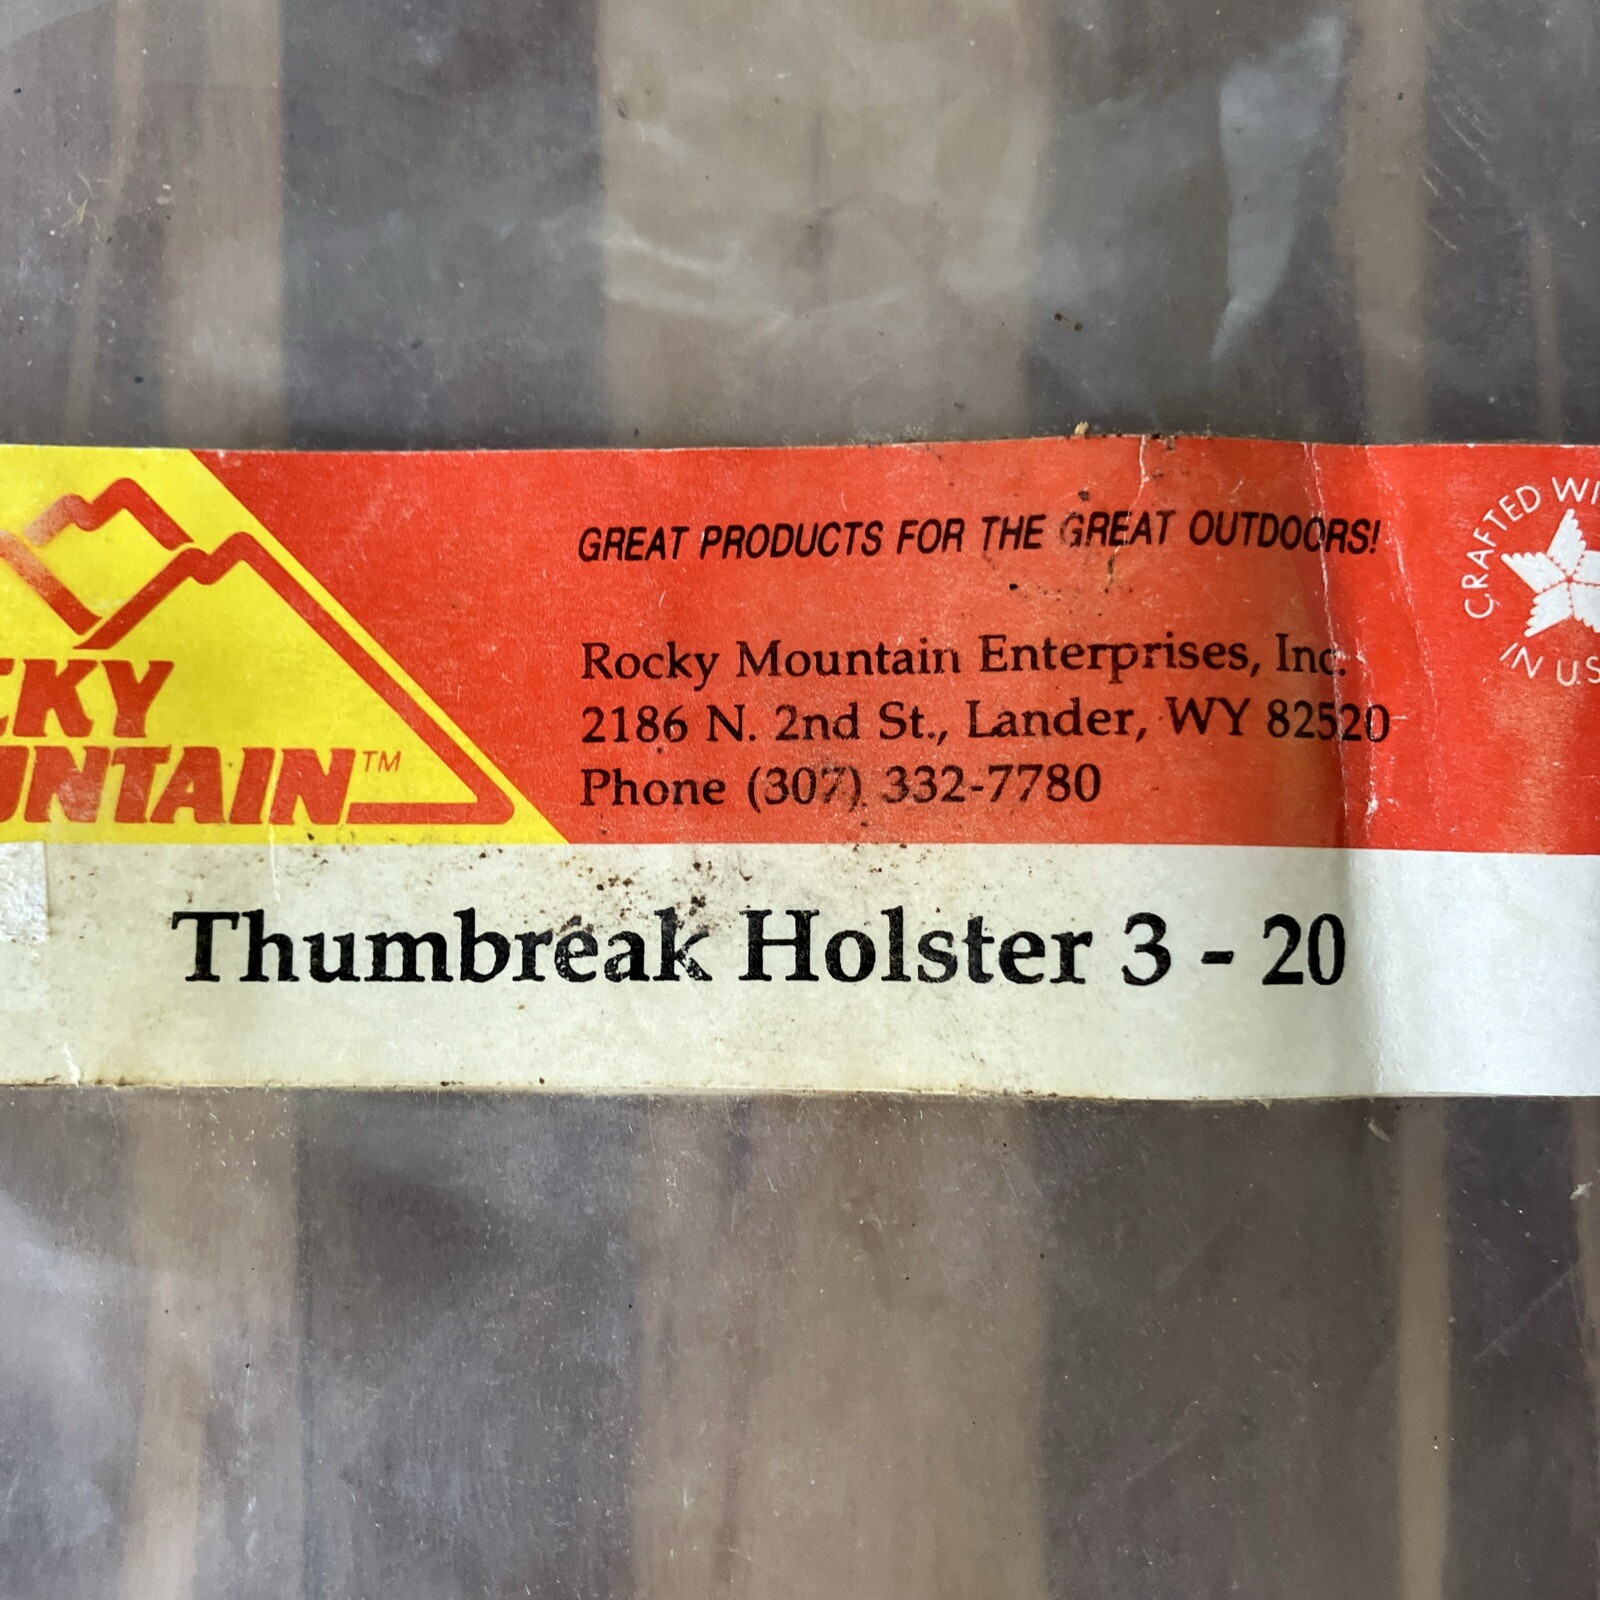 GREAT PRODUCTS FOR THE GREAT OUTDOORS!
Rocky Mountain Enterprises, Inc.
2186 N. 2nd St., Lander, WY 82520
Phone (307) 332-7780
CKY
UNTAIN™
CRAFTED WI
IN U.S
Thumbreak Holster 3 - 20